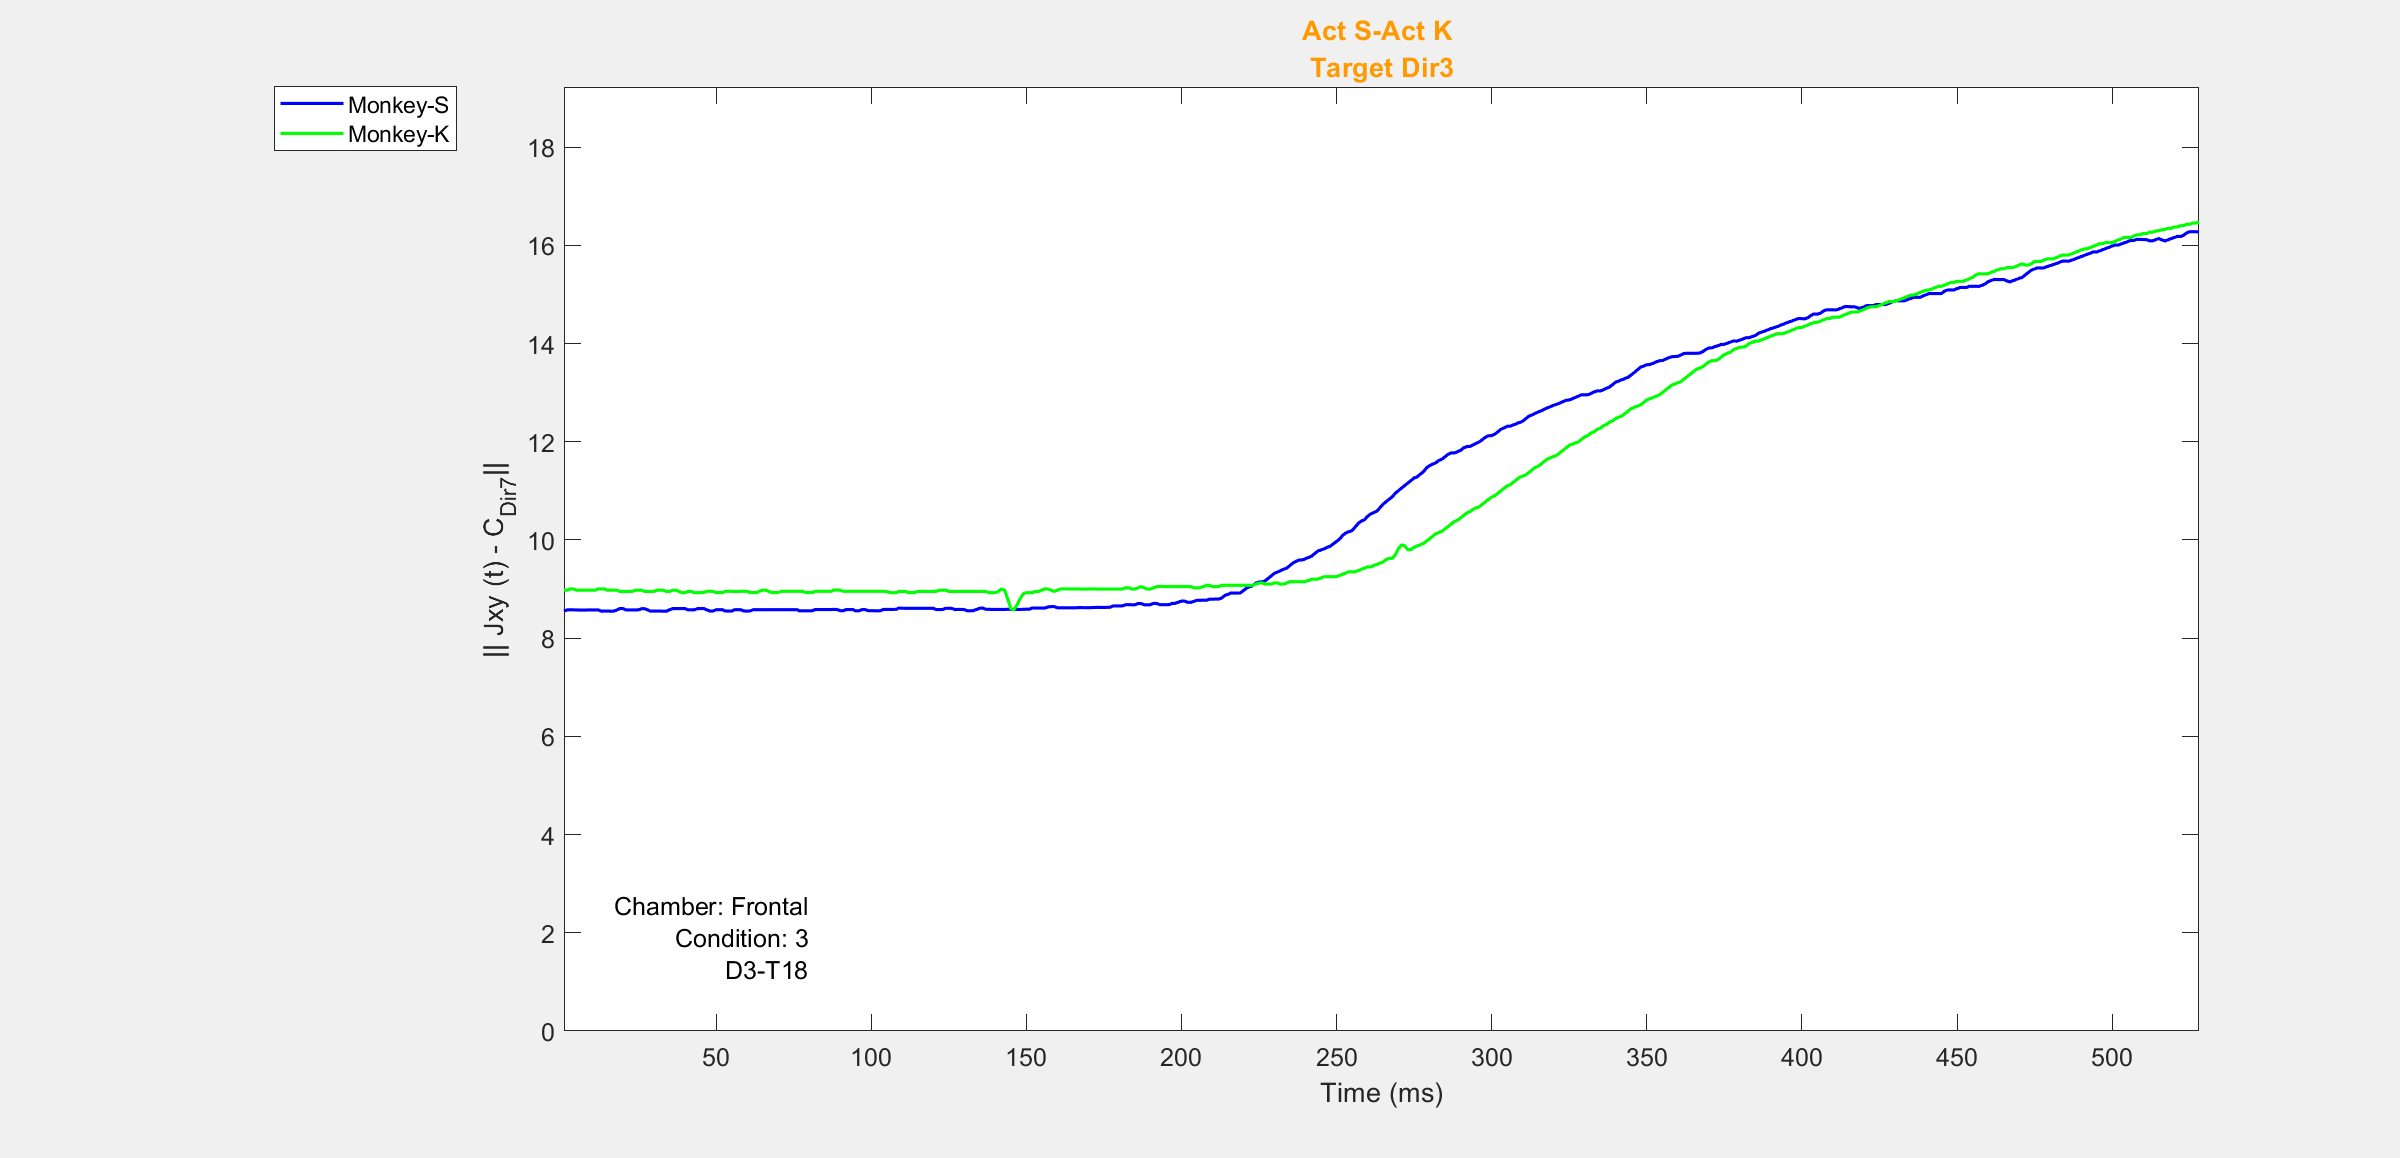 Act S-Act K
Target Dir3
Monkey-S
Monkey-K
18
16
14
12
10
8
6
4
2
0
|| Jxy (t) - C_Dir7||
Chamber: Frontal
Condition: 3
D3-T18
50 100 150 200 250 300 350 400 450 500
Time (ms)